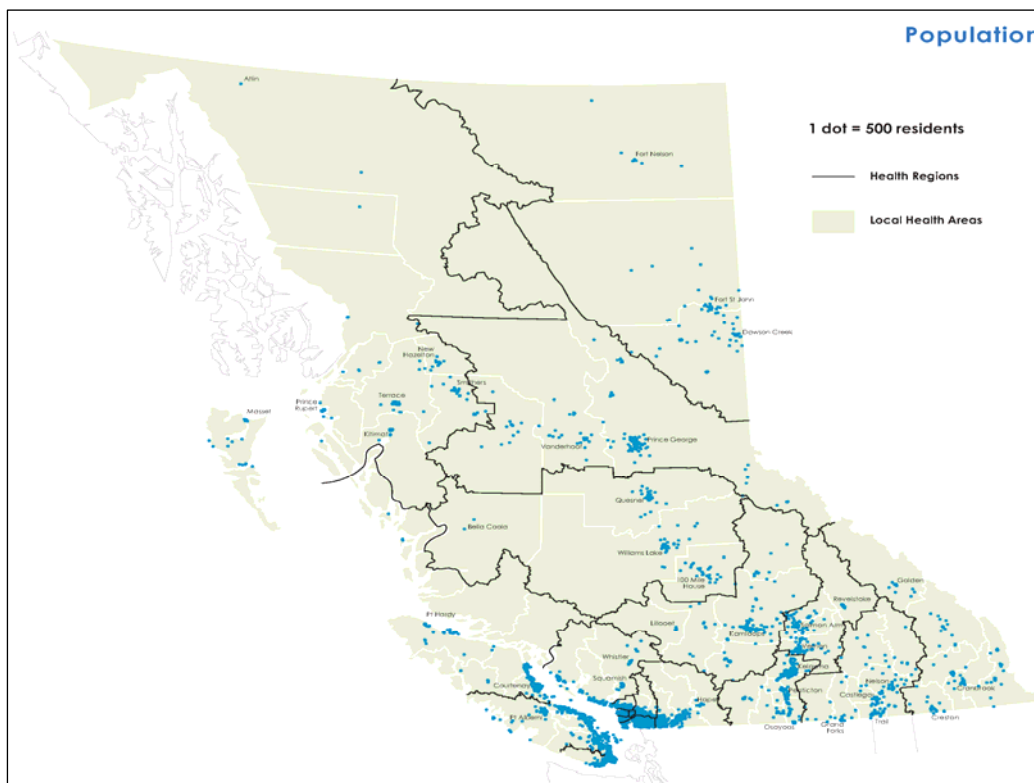 Population
Atlin
1 dot = 500 residents
Fort Nelson
Health Regions
Local Health Areas
Fort St John
Dawson Creek
New
Hazelton
Smithers
Terrace
Prince
Rupert
Masset
Kitimat
Vanderhoof
Prince George
Quesnel
Bella Coola
Williams Lake
100 Mile
House
Golden
Revelstoke
Pt Hardy
Lillooet
Kamloops
Salmon Arm
Whistler
Kelowna
Squamish
Nelson
Courtenay
Hope
Penticton
Castlegar
Cranbrook
Pt Alberni
Osoyoos
Grand
Forks
Trail
Creston